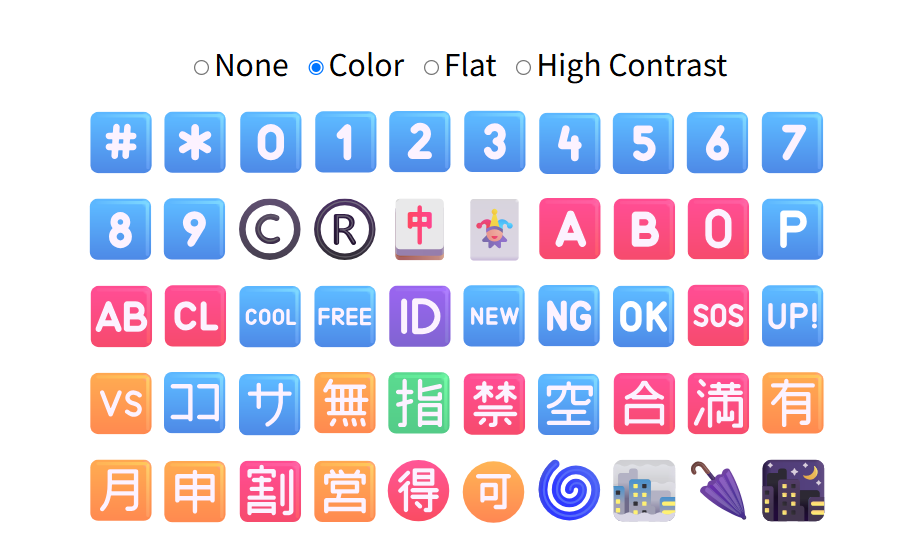 None Color Flat High Contrast
# * 0 1 2 3 4 5 6 7
8 9 C R 中 A B O P
AB CL COOL FREE ID NEW NG OK SOS UP!
VS ココ サ 無 指 禁 空 合 満 有
月 申 割 営 得 可